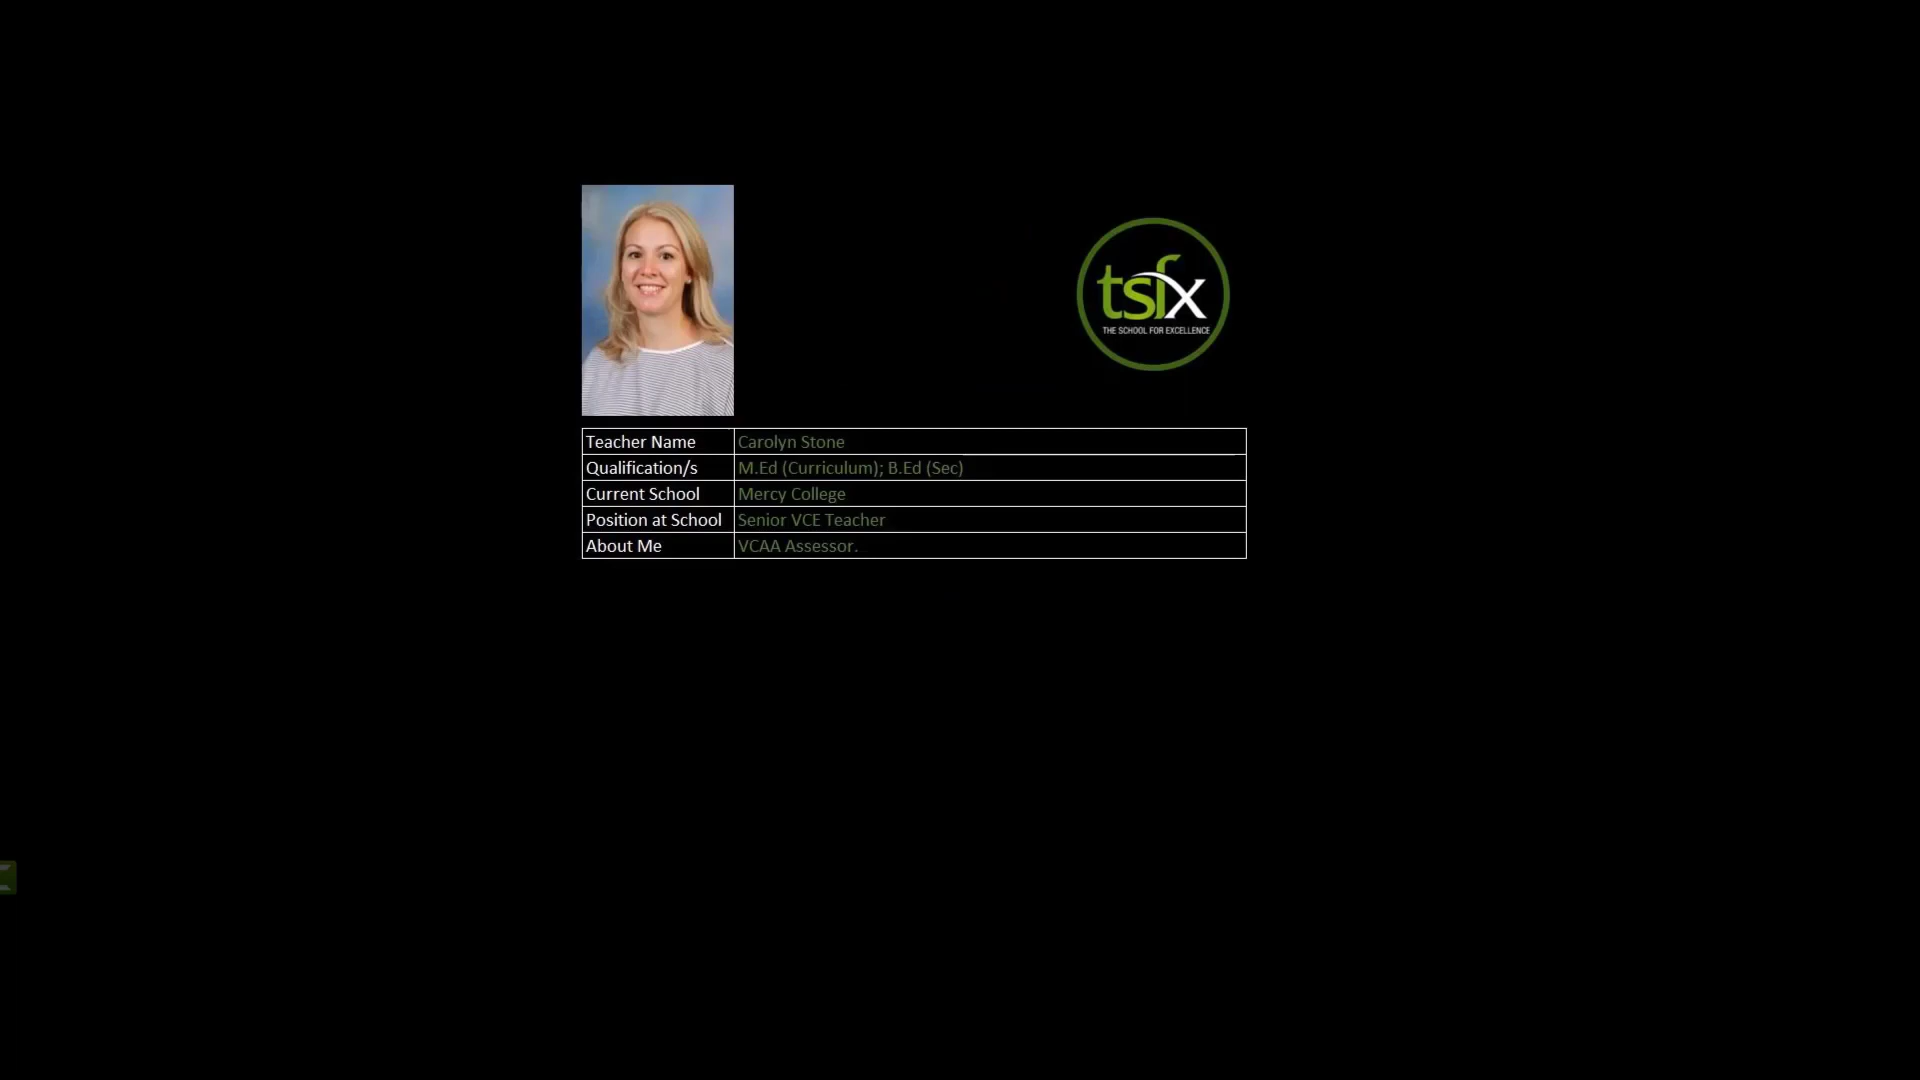 tsfx
THE SCHOOL FOR EXCELLENCE
Teacher Name Carolyn Stone
Qualification/s M.Ed (Curriculum); B.Ed (Sec)
Current School Mercy College
Position at School Senior VCE Teacher
About Me VCAA Assessor.